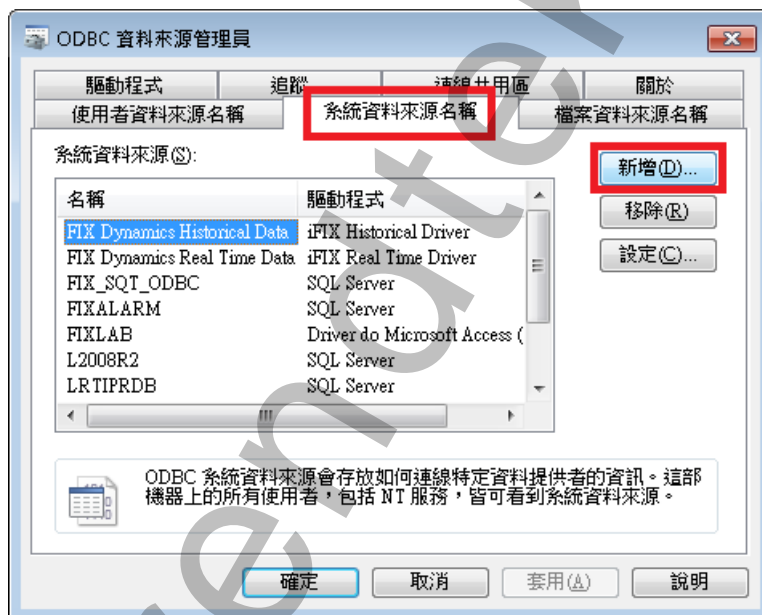 ODBC 資料來源管理員
驅動程式 追蹤 連線共用區 關於
使用者資料來源名稱 系統資料來源名稱 檔案資料來源名稱
系統資料來源(S):
新增(D)...
名稱 驅動程式
移除(R)
FIX Dynamics Historical Data iFIX Historical Driver
FIX Dynamics Real Time Data iFIX Real Time Driver
設定(C)...
FIX_SQT_ODBC SQL Server
FIXALARM SQL Server
FIXLAB Driver do Microsoft Access (
L2008R2 SQL Server
LRTIPRDB SQL Server
ODBC 系統資料來源會存放如何連線特定資料提供者的資訊。這部
機器上的所有使用者，包括 NT 服務，皆可看到系統資料來源。
確定 取消 套用(A) 說明